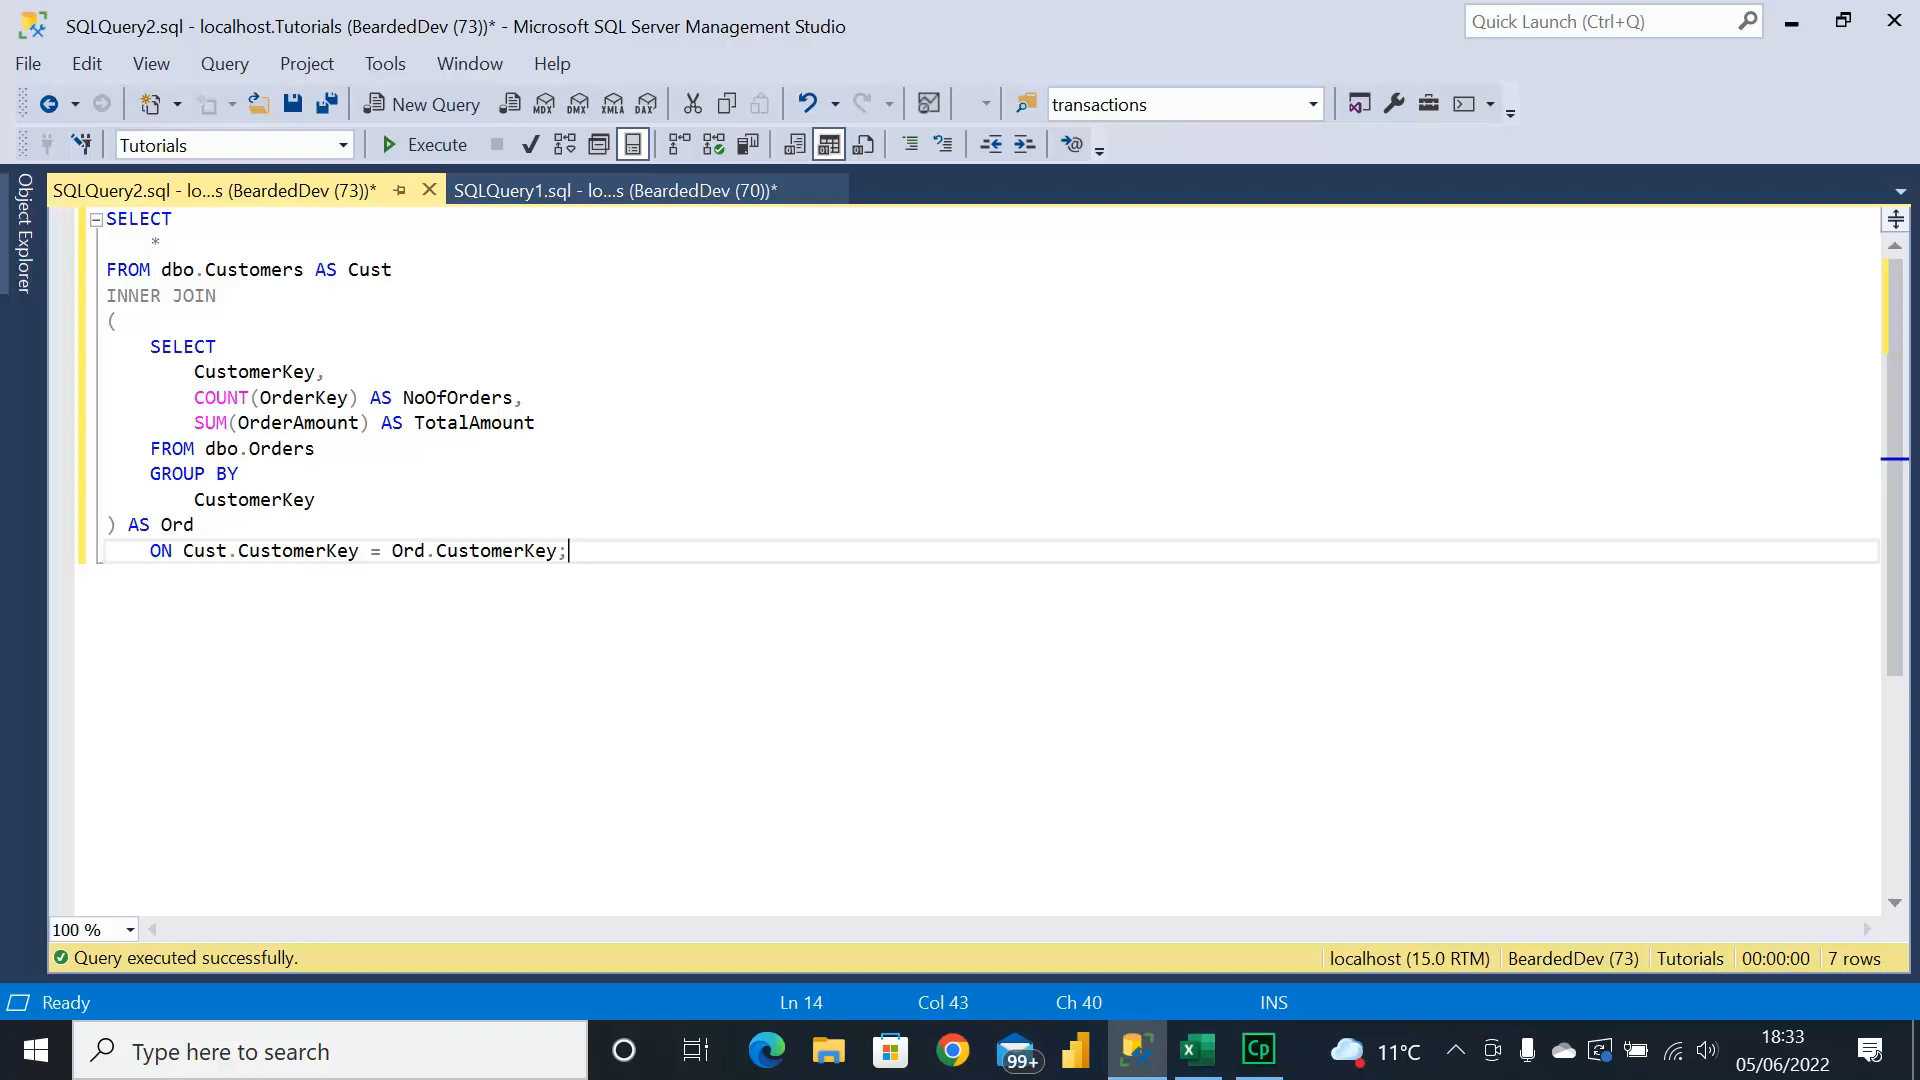 SQLQuery2.sql - localhost.Tutorials (BeardedDev (73))* - Microsoft SQL Server Management Studio
Quick Launch (Ctrl+Q)
File Edit View Query Project Tools Window Help
New Query MDX DMX XMLA DAX transactions
Tutorials Execute
Object Explorer
SQLQuery2.sql - lo...s (BeardedDev (73))* SQLQuery1.sql - lo...s (BeardedDev (70))*
SELECT
*
FROM dbo.Customers AS Cust
INNER JOIN
(
SELECT
CustomerKey,
COUNT(OrderKey) AS NoOfOrders,
SUM(OrderAmount) AS TotalAmount
FROM dbo.Orders
GROUP BY
CustomerKey
) AS Ord
ON Cust.CustomerKey = Ord.CustomerKey;
100 %
Query executed successfully. localhost (15.0 RTM) BeardedDev (73) Tutorials 00:00:00 7 rows
Ready Ln 14 Col 43 Ch 40 INS
Type here to search 99+ Cp 11°C 18:33
05/06/2022